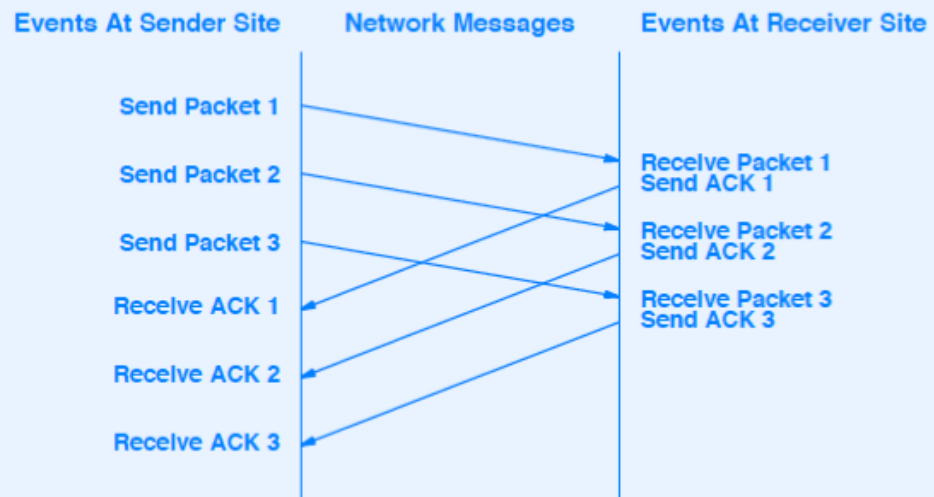 Events At Sender Site
Network Messages
Events At Receiver Site
Send Packet 1
Receive Packet 1
Send ACK 1
Send Packet 2
Receive Packet 2
Send ACK 2
Send Packet 3
Receive Packet 3
Send ACK 3
Receive ACK 1
Receive ACK 2
Receive ACK 3